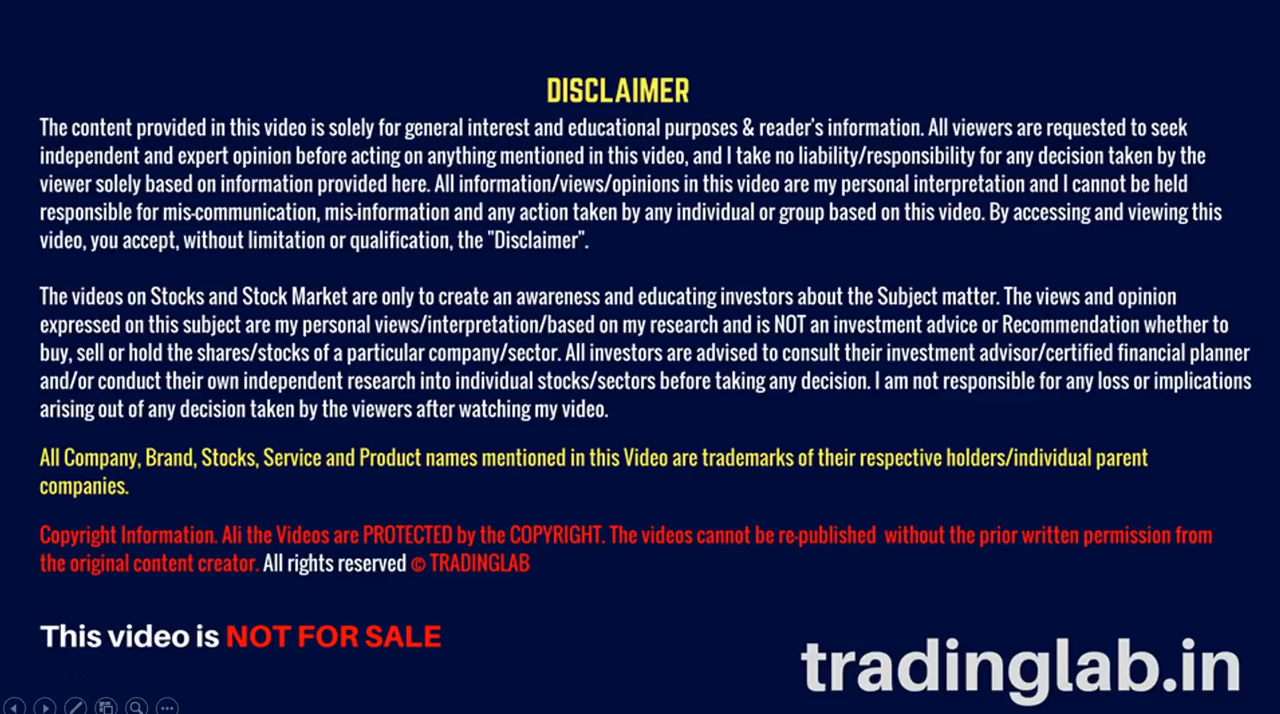 DISCLAIMER
The content provided in this video is solely for general interest and educational purposes & reader's information. All viewers are requested to seek
independent and expert opinion before acting on anything mentioned in this video, and I take no liability/responsibility for any decision taken by the
viewer solely based on information provided here. All information/views/opinions in this video are my personal interpretation and I cannot be held
responsible for mis-communication, mis-information and any action taken by any individual or group based on this video. By accessing and viewing this
video, you accept, without limitation or qualification, the "Disclaimer".
The videos on Stocks and Stock Market are only to create an awareness and educating investors about the Subject matter. The views and opinion
expressed on this subject are my personal views/interpretation/based on my research and is NOT an investment advice or Recommendation whether to
buy, sell or hold the shares/stocks of a particular company/sector. All investors are advised to consult their investment advisor/certified financial planner
and/or conduct their own independent research into individual stocks/sectors before taking any decision. I am not responsible for any loss or implications
arising out of any decision taken by the viewers after watching my video.
All Company, Brand, Stocks, Service and Product names mentioned in this Video are trademarks of their respective holders/individual parent
companies.
Copyright Information. Ali the Videos are PROTECTED by the COPYRIGHT. The videos cannot be re-published without the prior written permission from
the original content creator. All rights reserved © TRADINGLAB
This video is NOT FOR SALE
tradinglab.in